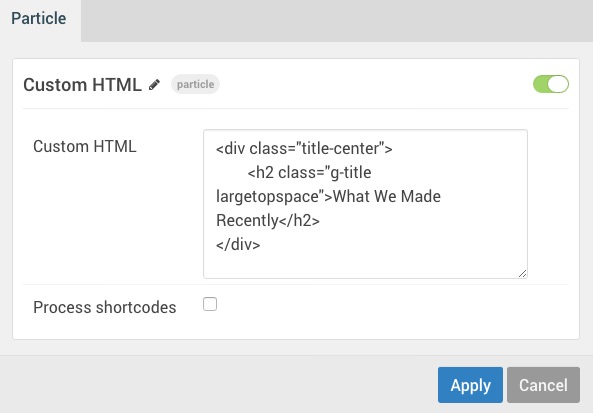 Particle
Custom HTML particle
Custom HTML
<div class="title-center">
<h2 class="g-title
largetopspace">What We Made
Recently</h2>
</div>
Process shortcodes
Apply Cancel